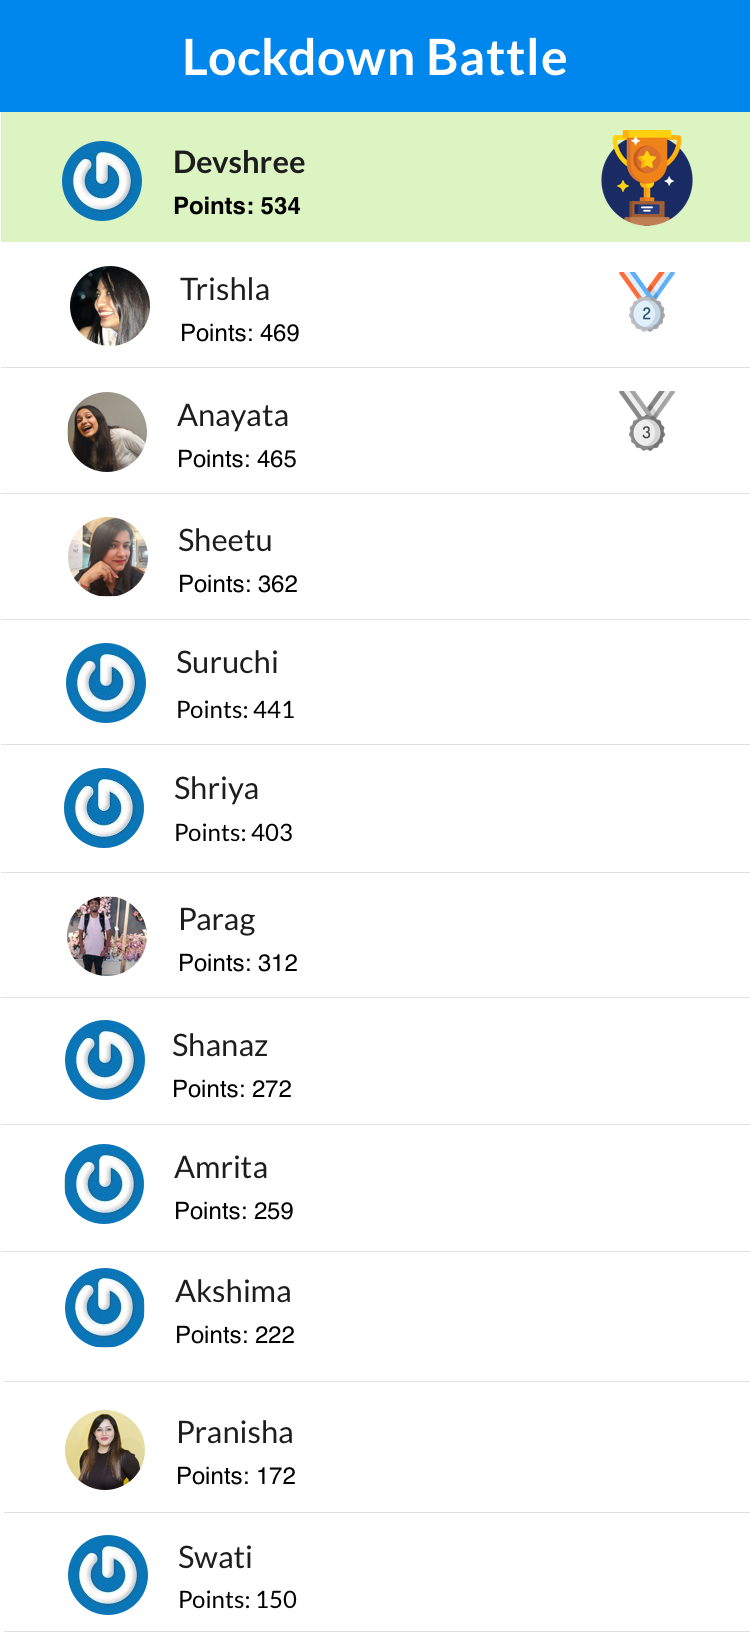 Lockdown Battle
Devshree
Points: 534
Trishla
Points: 469
2
Anayata
Points: 465
3
Sheetu
Points: 362
Suruchi
Points: 441
Shriya
Points: 403
Parag
Points: 312
Shanaz
Points: 272
Amrita
Points: 259
Akshima
Points: 222
Pranisha
Points: 172
Swati
Points: 150